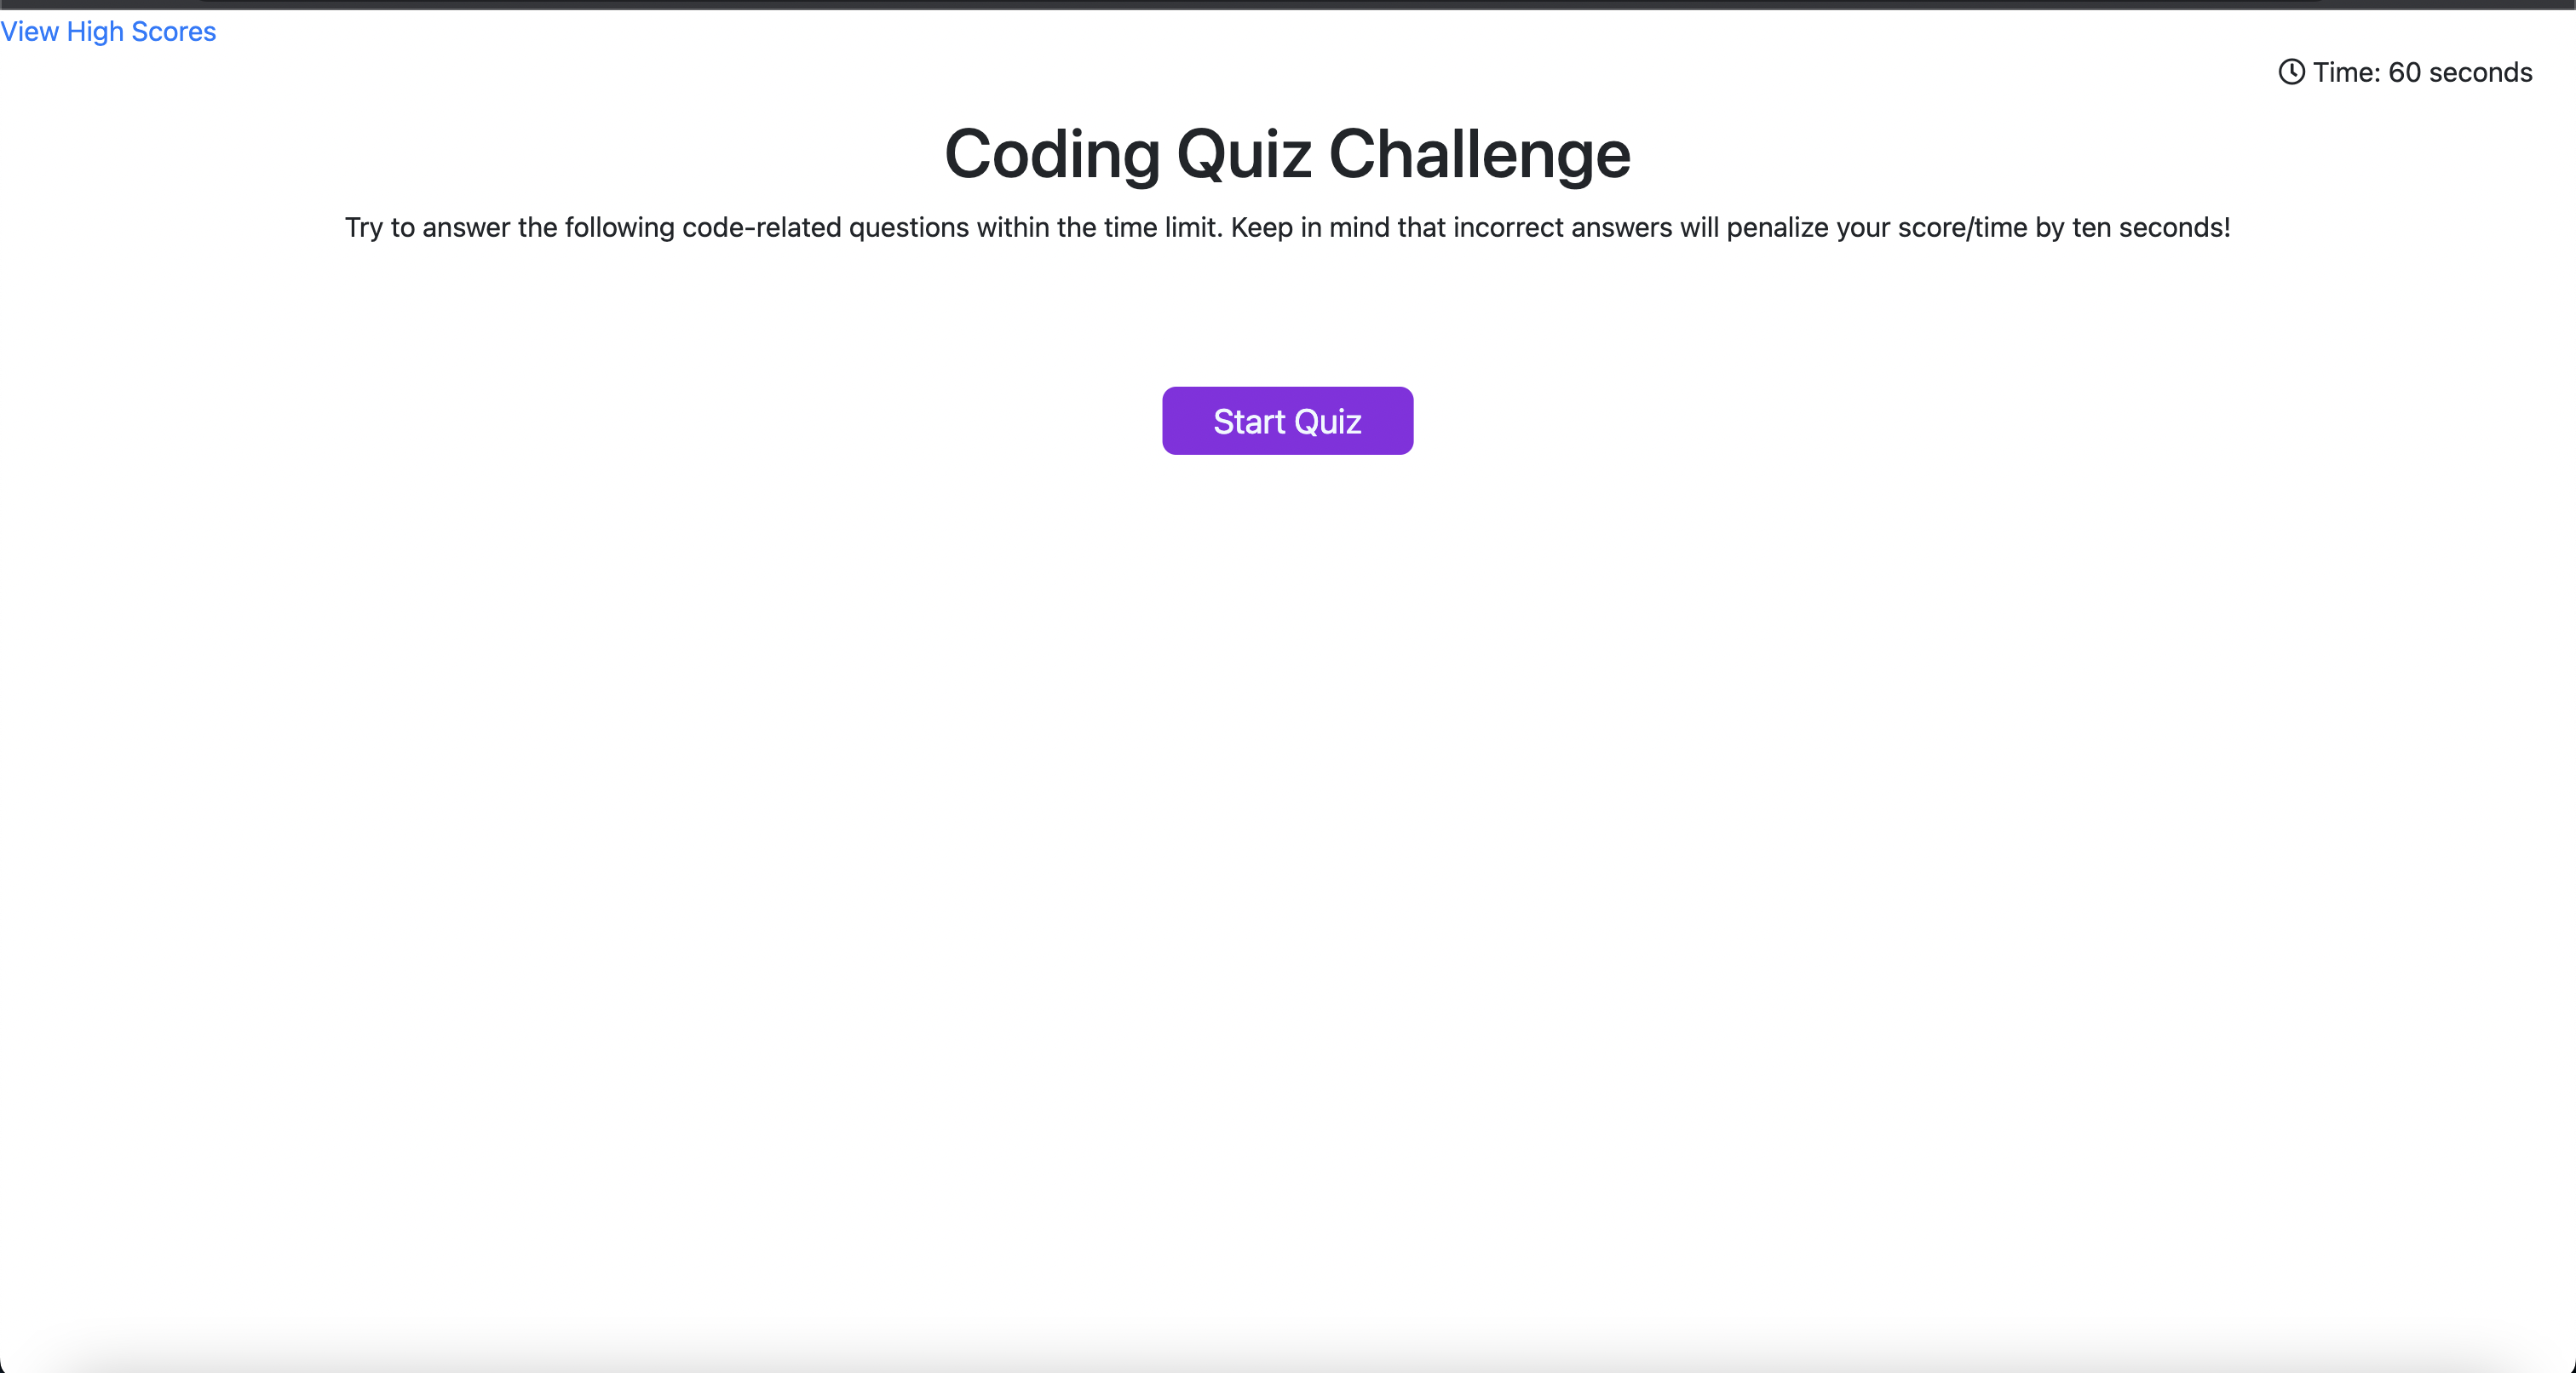 View High Scores
Time: 60 seconds
Coding Quiz Challenge
Try to answer the following code-related questions within the time limit. Keep in mind that incorrect answers will penalize your score/time by ten seconds!
Start Quiz